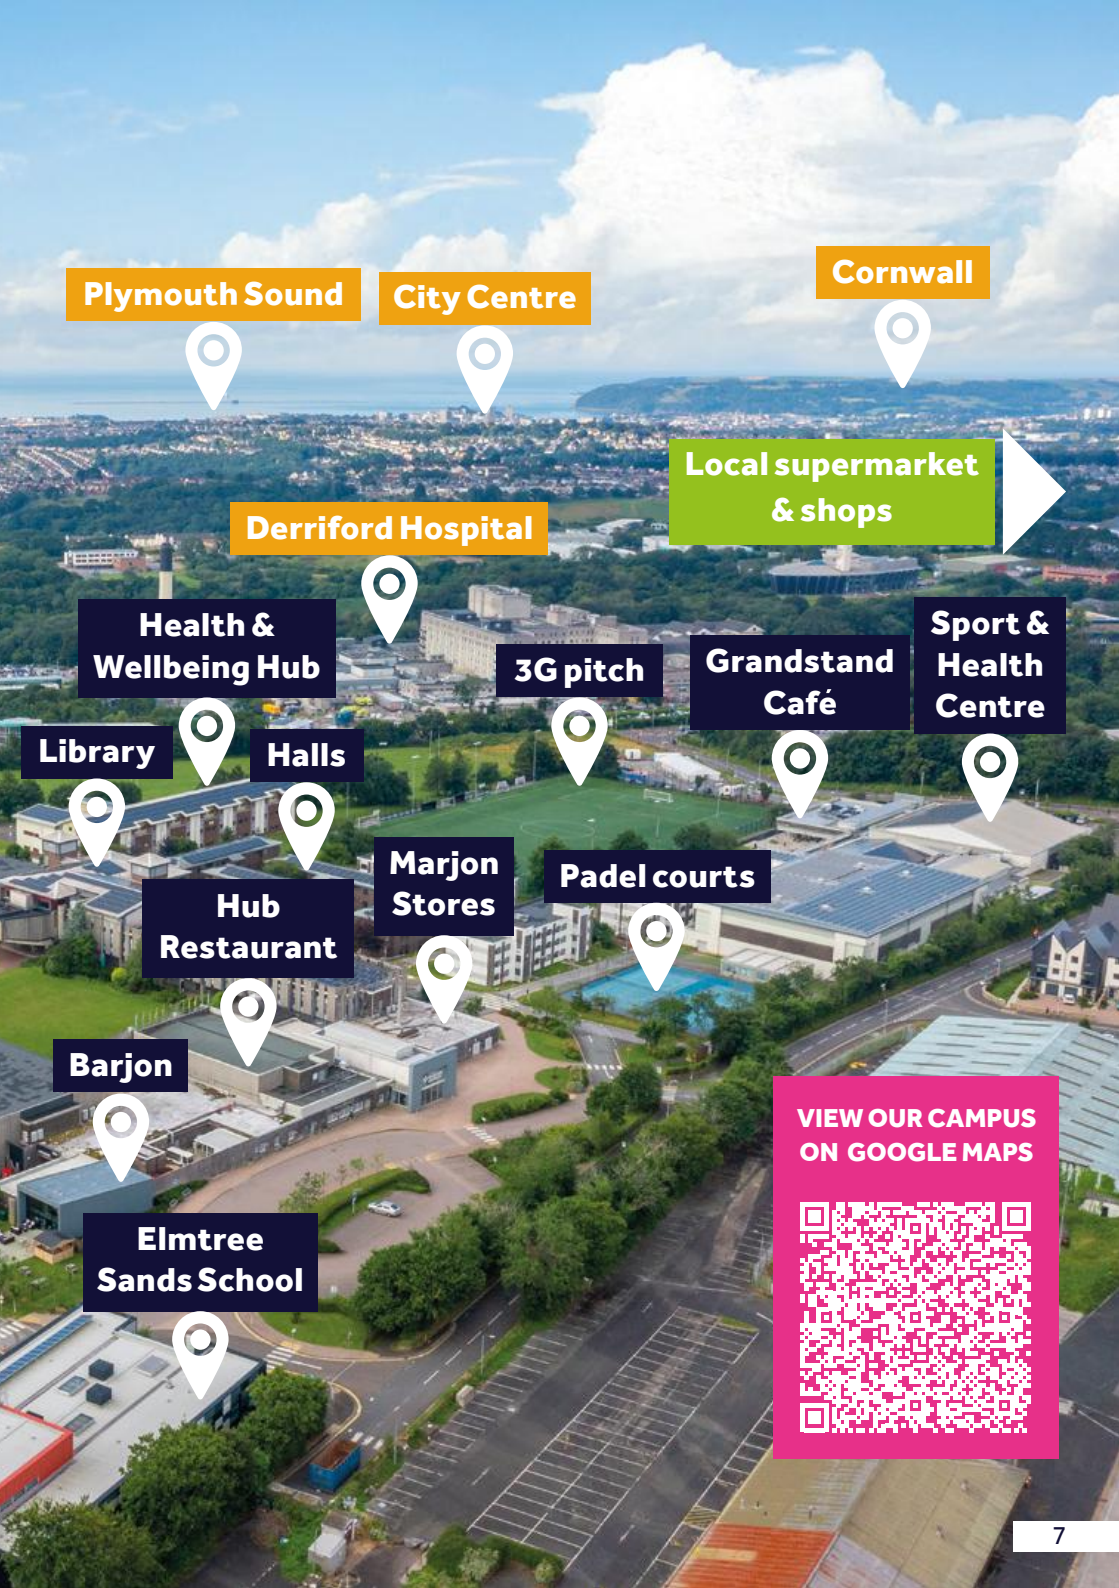 Cornwall
Plymouth Sound
City Centre
Local supermarket
& shops
Derriford Hospital
Health &
Wellbeing Hub
3G pitch
Grandstand
Café
Sport &
Health
Centre
Library
Halls
Marjon
Stores
Padel courts
Hub
Restaurant
Barjon
VIEW OUR CAMPUS
ON GOOGLE MAPS
Elmtree
Sands School
7